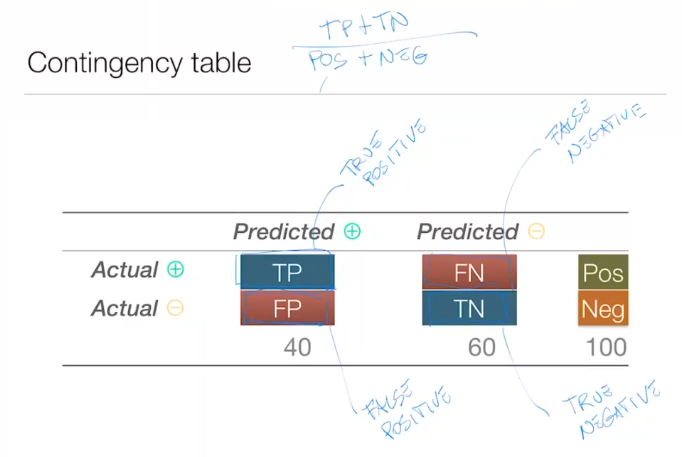 TP+TN
POS + NEG
Contingency table
TRUE
POSITIVE
FALSE
NEGATIVE
Predicted ⊕ Predicted ⊖
Actual ⊕ TP FN Pos
Actual ⊖ FP TN Neg
40 60 100
FALSE
POSITIVE
TRUE
NEGATIVE